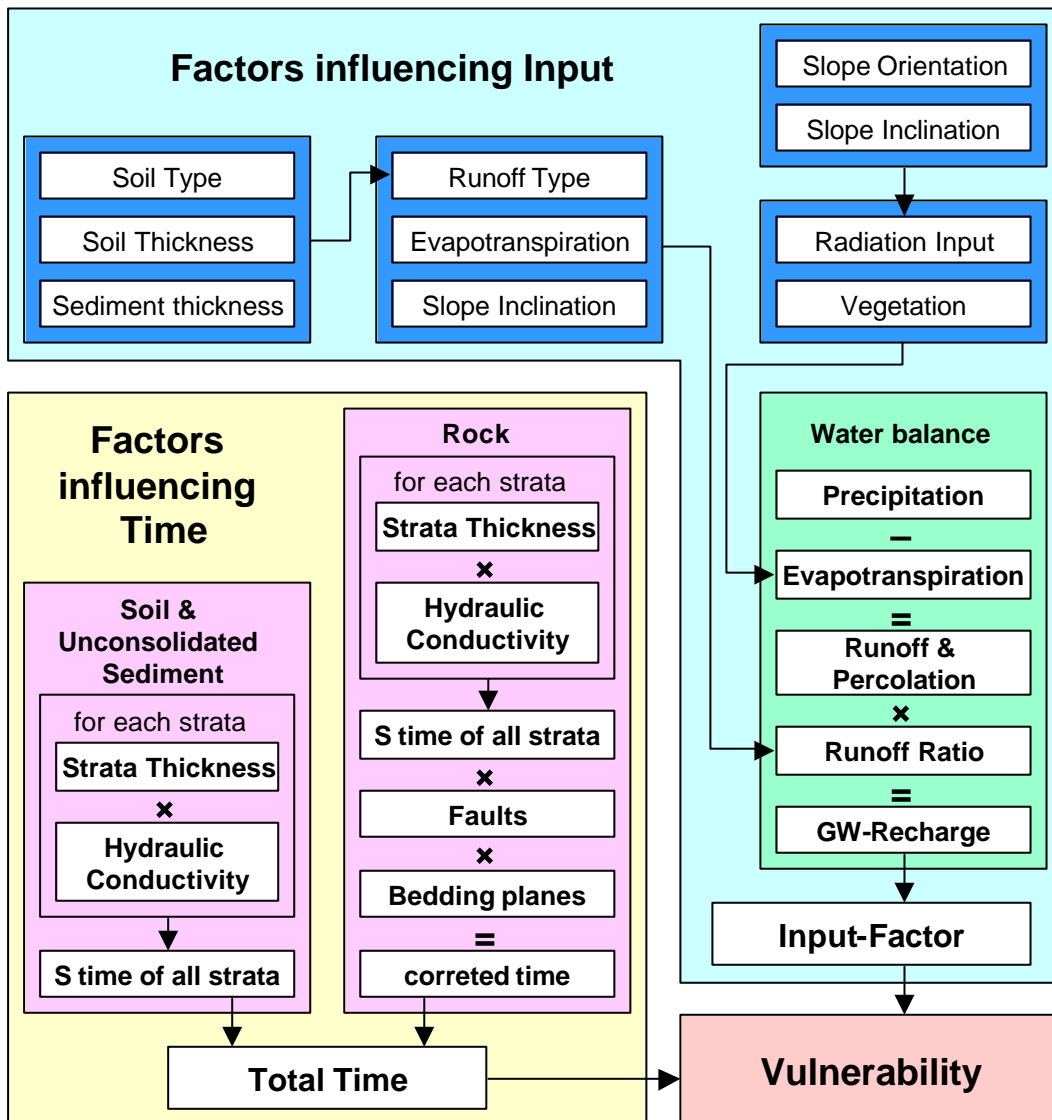 Factors influencing Input
Slope Orientation
Slope Inclination
Soil Type
Soil Thickness
Sediment thickness
Runoff Type
Evapotranspiration
Slope Inclination
Radiation Input
Vegetation
Factors
influencing
Time
Soil &
Unconsolidated
Sediment
for each strata
Strata Thickness
×
Hydraulic
Conductivity
S time of all strata
Rock
for each strata
Strata Thickness
×
Hydraulic
Conductivity
S time of all strata
×
Faults
×
Bedding planes
=
correted time
Total Time
Water balance
Precipitation
–
Evapotranspiration
=
Runoff &
Percolation
×
Runoff Ratio
=
GW-Recharge
Input-Factor
Vulnerability